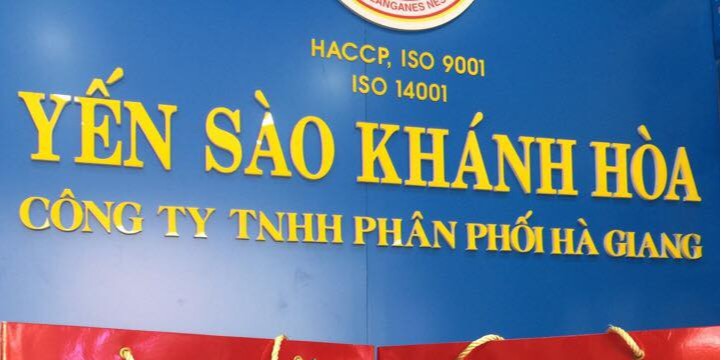 HACCP, ISO 9001
ISO 14001
YẾN SÀO KHÁNH HÒA
CÔNG TY TNHH PHÂN PHỐI HÀ GIANG